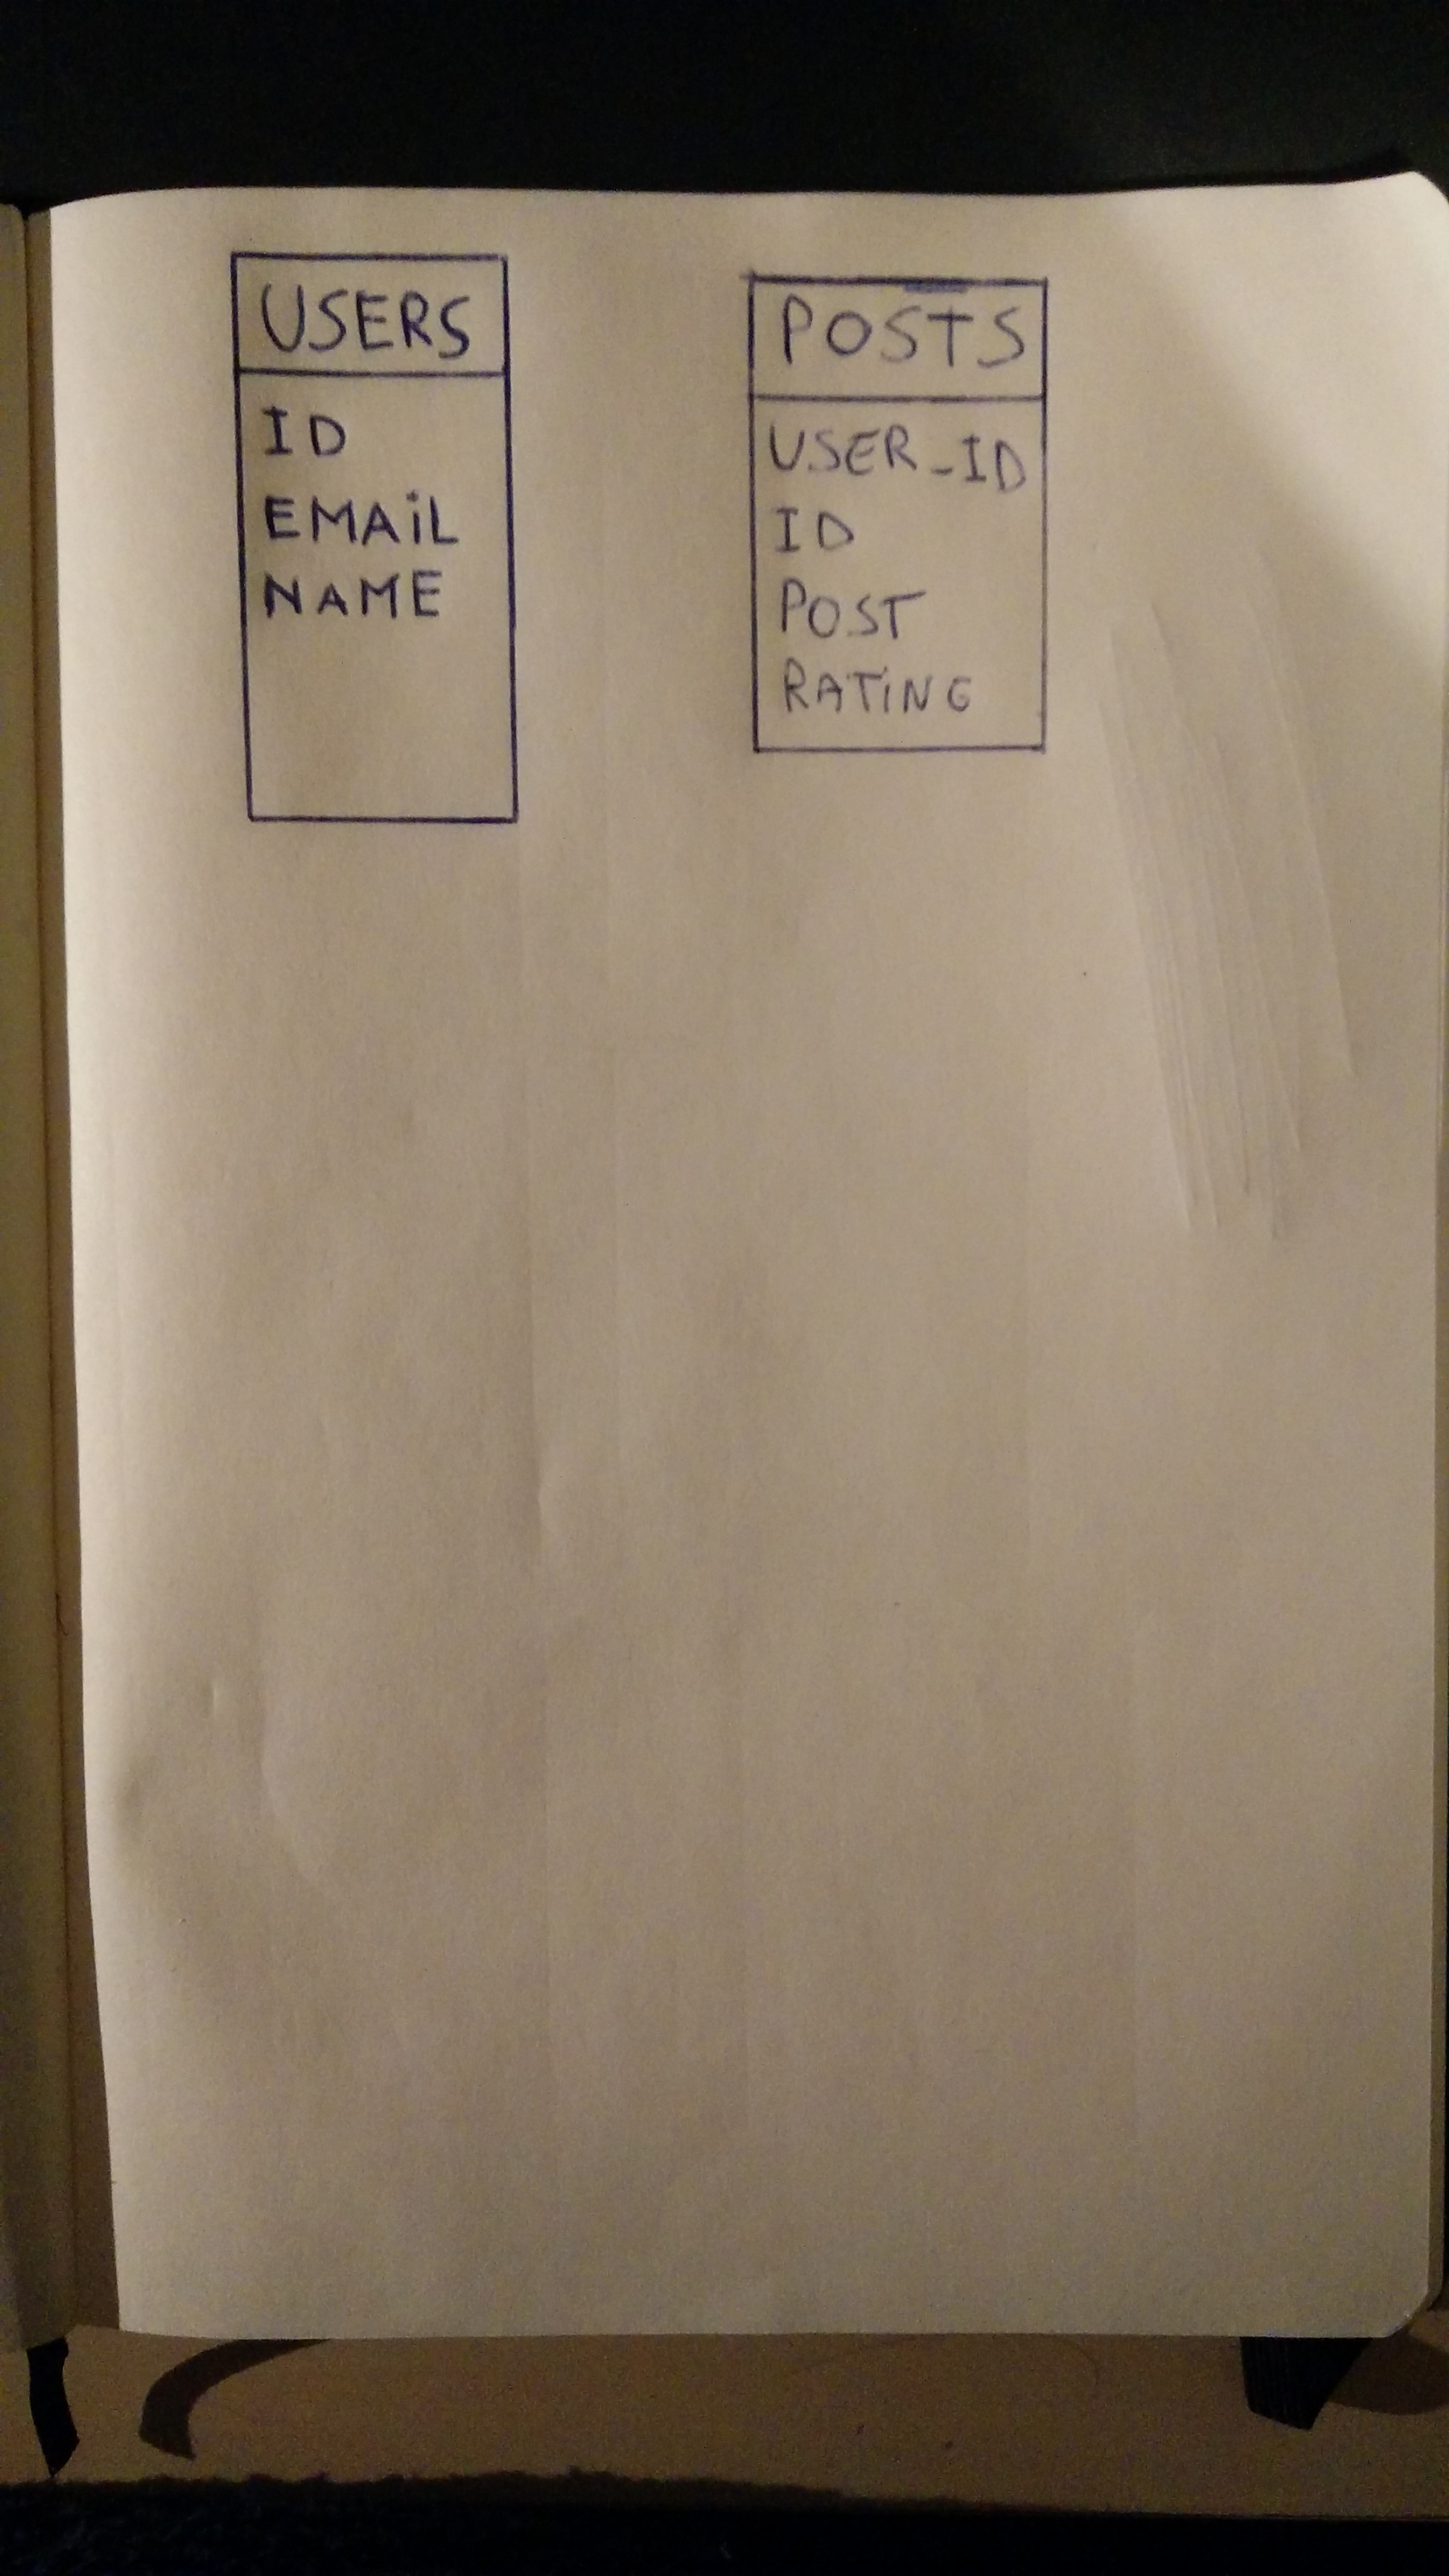 USERS
ID
EMAiL
NAME
POSTS
USER_ID
ID
POST
RATiNG